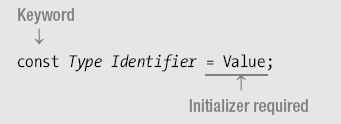 Keyword
const Type Identifier = Value;
Initializer required